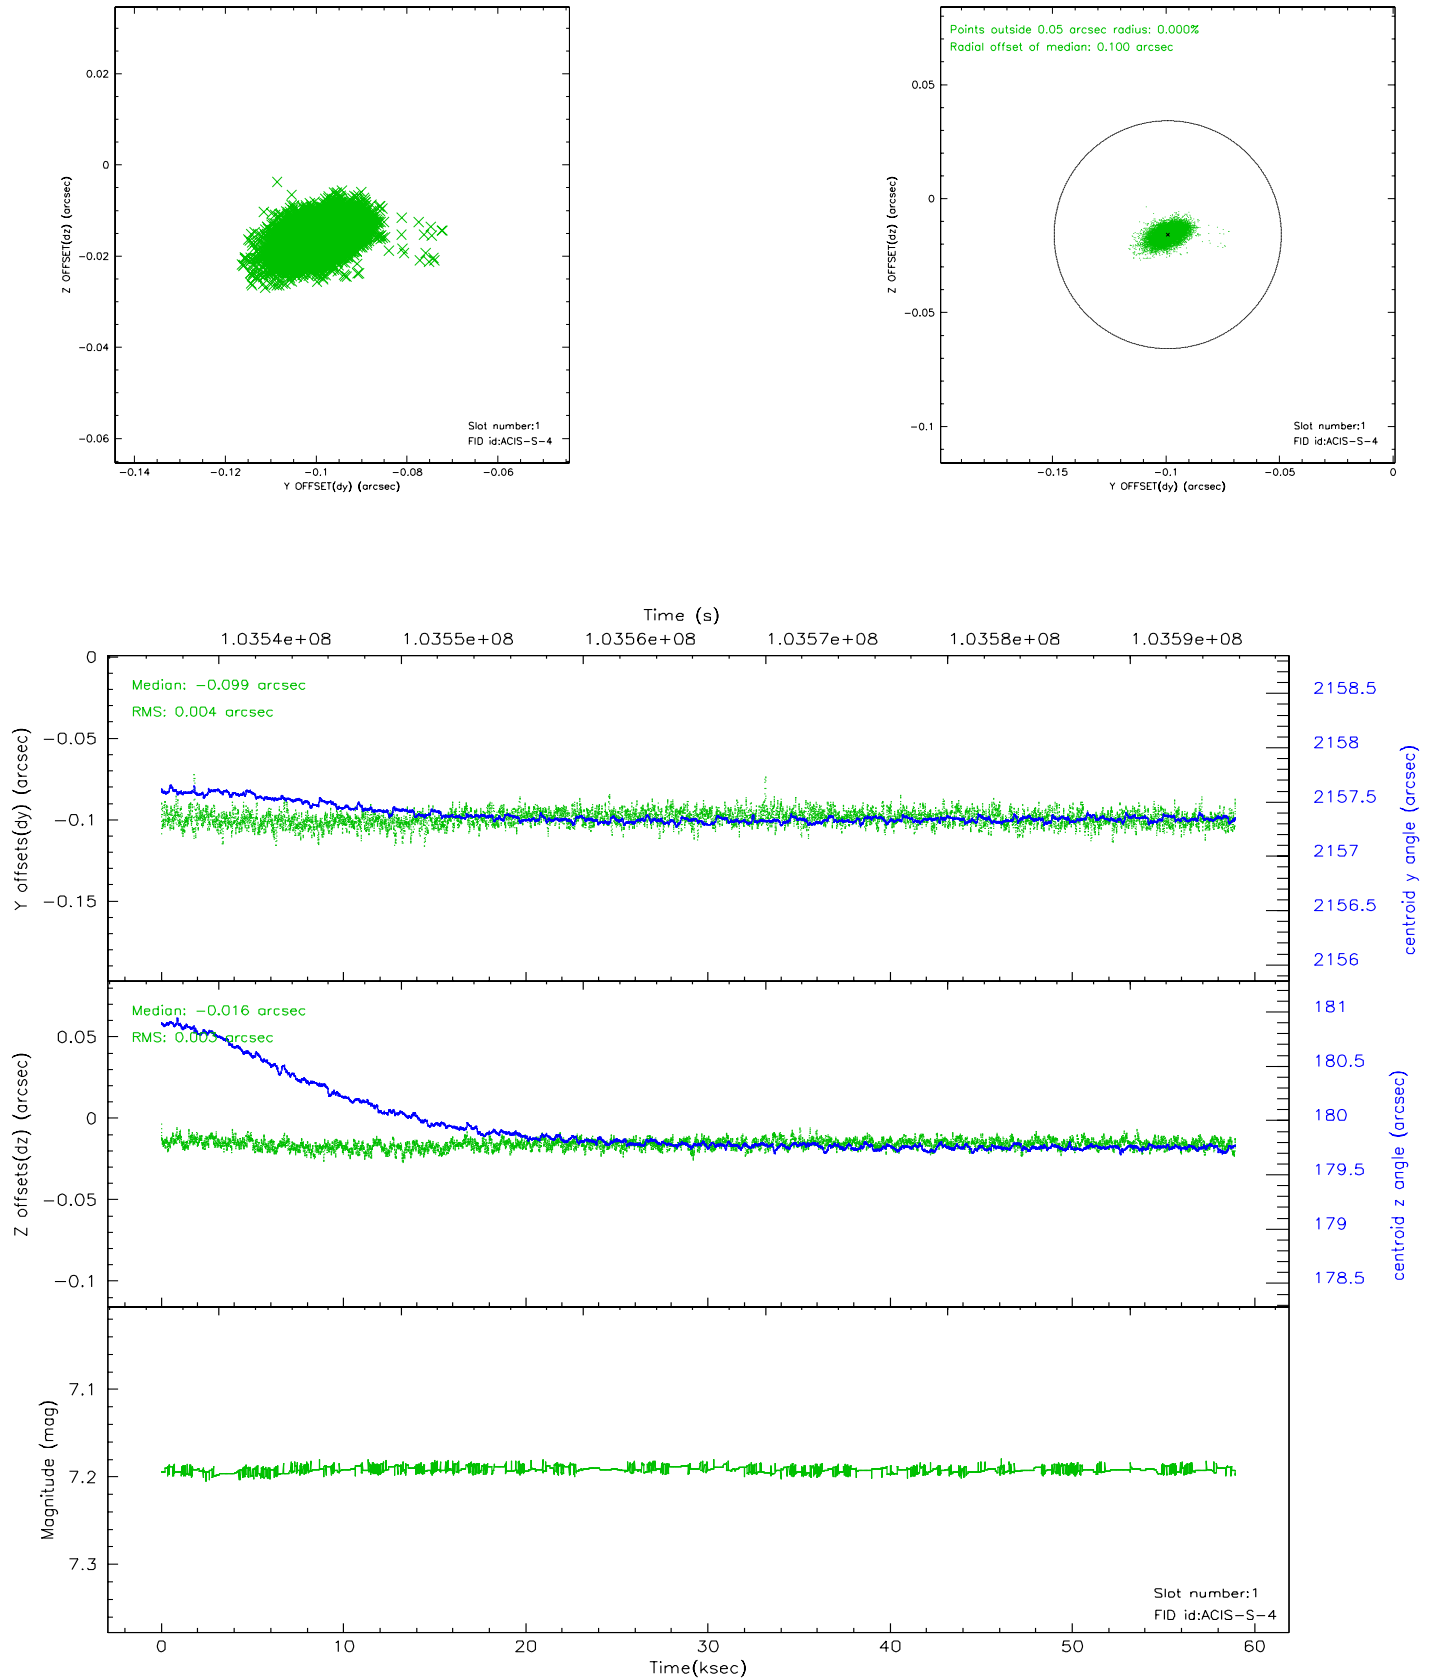 Points outside 0.05 arcsec radius: 0.000%
Radial offset of median: 0.100 arcsec
0.02
0
-0.02
-0.04
-0.06
Z OFFSET(dz) (arcsec)
Slot number:1
FID id:ACIS-S-4
-0.14
-0.12
-0.1
-0.08
-0.06
Y OFFSET(dy) (arcsec)
0.05
0
-0.05
-0.1
Z OFFSET(dz) (arcsec)
Slot number:1
FID id:ACIS-S-4
-0.15
-0.1
-0.05
0
Y OFFSET(dy) (arcsec)
Time (s)
1.0354e+08
1.0355e+08
1.0356e+08
1.0357e+08
1.0358e+08
1.0359e+08
0
-0.05
-0.1
-0.15
Y offsets(dy) (arcsec)
Median: -0.099 arcsec
RMS: 0.004 arcsec
2158.5
2158
2157.5
2157
2156.5
2156
centroid y angle (arcsec)
0.05
0
-0.05
-0.1
Z offsets(dz) (arcsec)
Median: -0.016 arcsec
RMS: 0.003 arcsec
181
180.5
180
179.5
179
178.5
centroid z angle (arcsec)
7.1
7.2
7.3
Magnitude (mag)
Slot number:1
FID id:ACIS-S-4
0
10
20
30
40
50
60
Time(ksec)